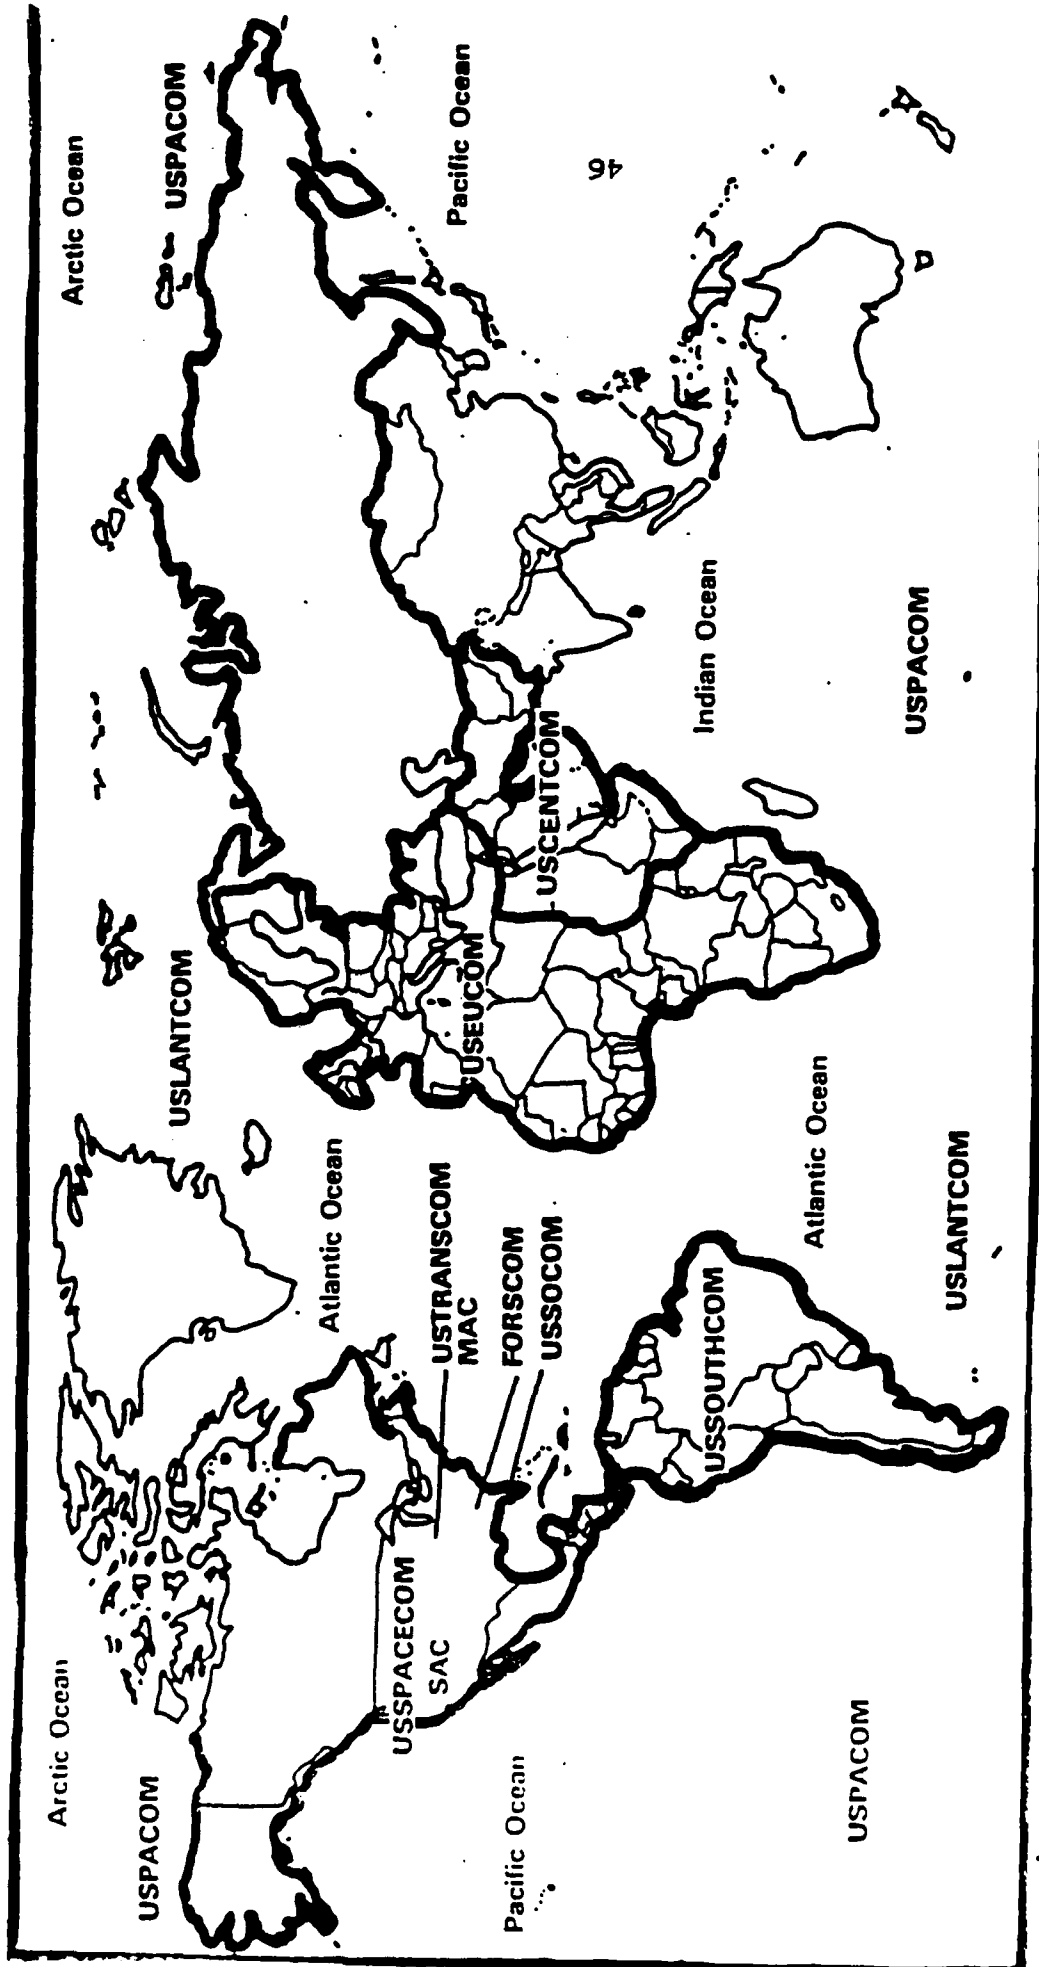 Arctic Ocean
Arctic Ocean
USPACOM
USLANTCOM
USPACOM
Atlantic Ocean
USSPACECOM
SAC
USTRANSCOM
MAC
FORSCOM
USSOCOM
USEUCOM
USCENTCOM
Pacific Ocean
Pacific Ocean
46
USSOUTHCOM
Indian Ocean
Atlantic Ocean
USPACOM
USLANTCOM
USPACOM